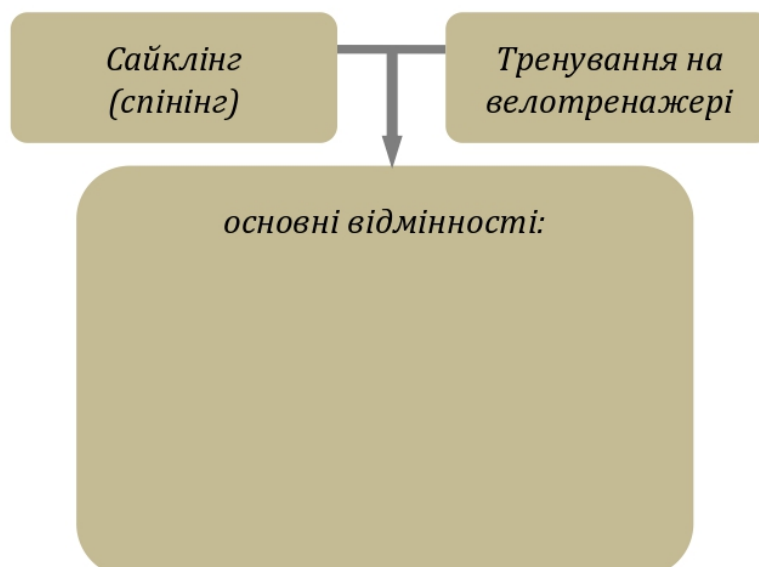 Сайклінг
(спінінг)
Тренування на
велотренажері
основні відмінності: